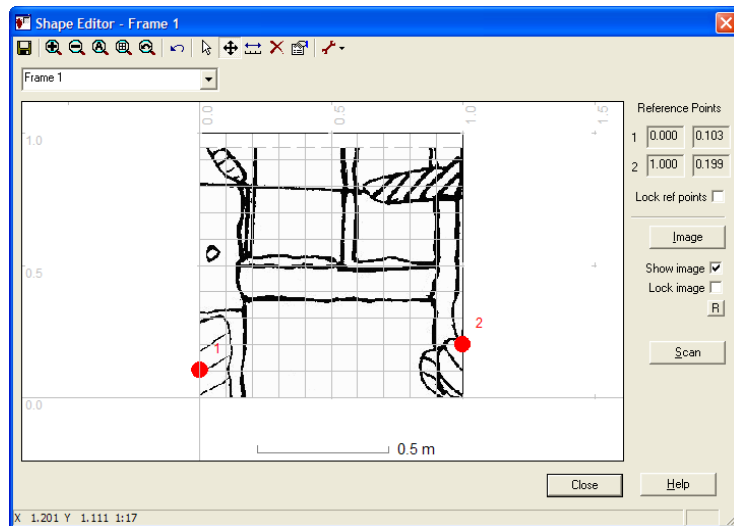 Shape Editor - Frame 1
Frame 1
0.0 0.5 1.0 1.5
1.0
0.5
0.0
1
2
0.5 m
Reference Points
1 0.000 0.103
2 1.000 0.199
Lock ref points
Image
Show image
Lock image
R
Scan
Close Help
X 1.201 Y 1.111 1:17